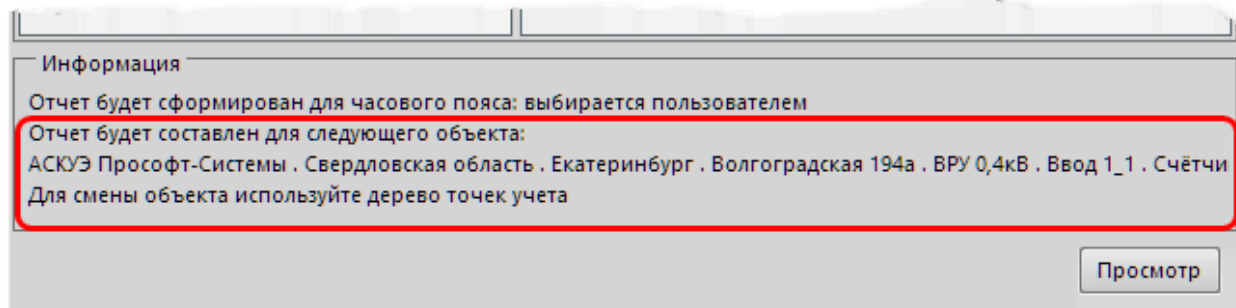 Информация
Отчет будет сформирован для часового пояса: выбирается пользователем
Отчет будет составлен для следующего объекта:
АСКУЭ Прософт-Системы . Свердловская область . Екатеринбург . Волгоградская 194а . ВРУ 0,4кВ . Ввод 1_1 . Счётчи
Для смены объекта используйте дерево точек учета
Просмотр